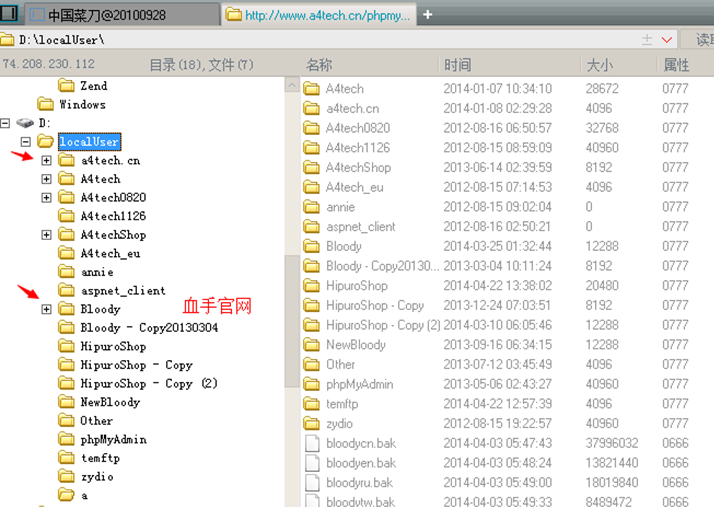 中国菜刀@20100928 http://www.a4tech.cn/phpmy...
D:\localUser\ 读取
74.208.230.112 目录(18),文件(7) 名称 时间 大小 属性
Zend
Windows
D:
localUser
a4tech.cn
A4tech
A4tech0820
A4tech1126
A4techShop
A4tech_eu
annie
aspnet_client
Bloody
血手官网
Bloody - Copy20130304
HipuroShop
HipuroShop - Copy
HipuroShop - Copy (2)
NewBloody
Other
phpMyAdmin
temftp
zydio
a
A4tech 2014-01-07 10:34:10 28672 0777
a4tech.cn 2014-01-08 02:29:28 4096 0777
A4tech0820 2012-08-16 06:50:57 32768 0777
A4tech1126 2012-08-15 08:59:09 40960 0777
A4techShop 2013-06-14 02:39:59 8192 0777
A4tech_eu 2012-08-15 07:14:53 4096 0777
annie 2012-08-15 09:02:04 0 0777
aspnet_client 2012-08-16 02:50:21 0 0777
Bloody 2014-03-25 01:32:44 12288 0777
Bloody - Copy20130... 2013-03-04 10:11:24 8192 0777
HipuroShop 2014-04-22 13:38:02 20480 0777
HipuroShop - Copy 2013-12-24 07:03:51 8192 0777
HipuroShop - Copy (2) 2014-03-10 06:05:46 12288 0777
NewBloody 2013-09-16 06:34:15 12288 0777
Other 2013-07-12 03:45:49 4096 0777
phpMyAdmin 2013-05-06 02:43:27 40960 0777
temftp 2014-04-22 12:57:39 4096 0777
zydio 2012-08-15 19:22:57 40960 0777
bloodycn.bak 2014-04-03 05:47:43 37996032 0666
bloodyen.bak 2014-04-03 05:48:24 13821440 0666
bloodyru.bak 2014-04-03 05:49:00 18019840 0666
bloodytw.bak 2014-04-03 05:49:33 8489472 0666